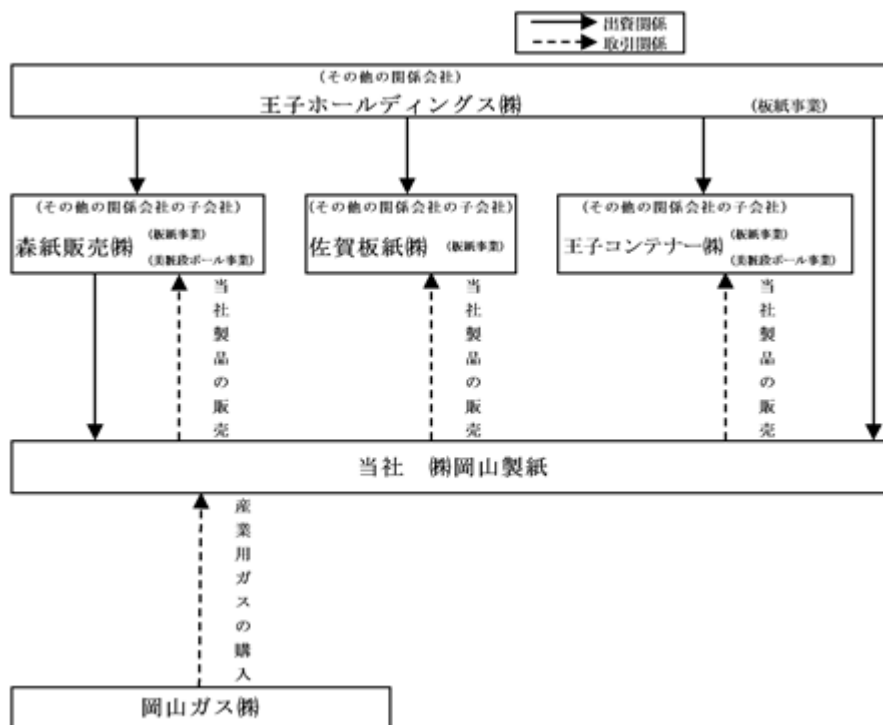 出資関係
取引関係
(その他の関係会社)
王子ホールディングス㈱ (板紙事業)
(その他の関係会社の子会社)
森紙販売㈱ (板紙事業)
(美粧段ボール事業)
(その他の関係会社の子会社)
佐賀板紙㈱ (板紙事業)
(その他の関係会社の子会社)
王子コンテナー㈱ (板紙事業)
(美粧段ボール事業)
当社製品の販売
当社製品の販売
当社製品の販売
当社 ㈱岡山製紙
産業用ガスの購入
岡山ガス㈱